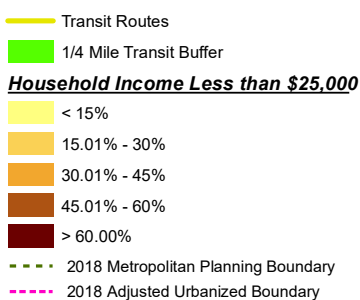 Transit Routes
1/4 Mile Transit Buffer
Household Income Less than $25,000
< 15%
15.01% - 30%
30.01% - 45%
45.01% - 60%
> 60.00%
2018 Metropolitan Planning Boundary
2018 Adjusted Urbanized Boundary